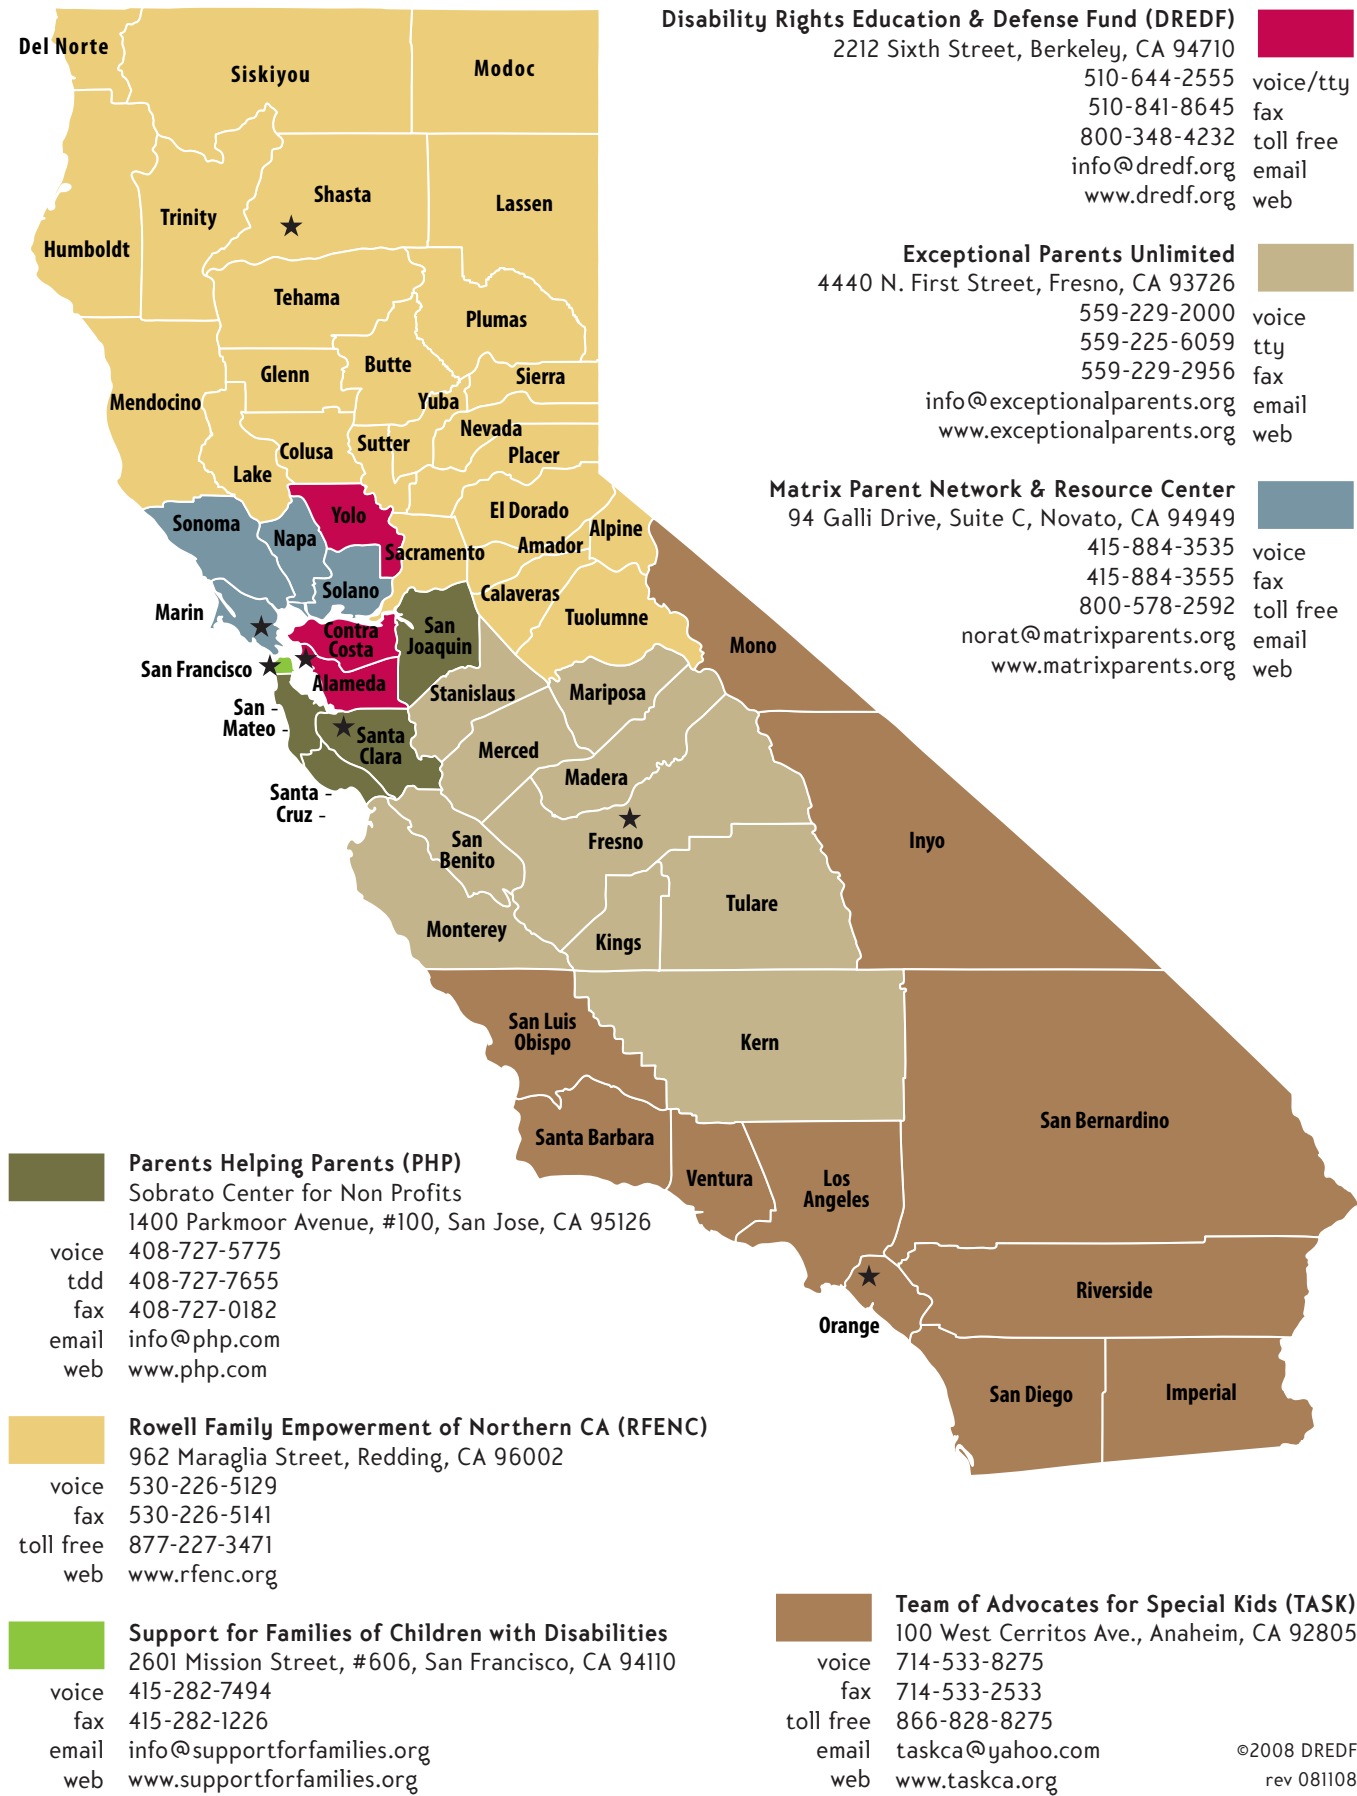 Disability Rights Education & Defense Fund (DREDF)
2212 Sixth Street, Berkeley, CA 94710
510-644-2555 voice/tty
510-841-8645 fax
800-348-4232 toll free
info@dredf.org email
www.dredf.org web
Exceptional Parents Unlimited
4440 N. First Street, Fresno, CA 93726
559-229-2000 voice
559-225-6059 tty
559-229-2956 fax
info@exceptionalparents.org email
www.exceptionalparents.org web
Matrix Parent Network & Resource Center
94 Galli Drive, Suite C, Novato, CA 94949
415-884-3535 voice
415-884-3555 fax
800-578-2592 toll free
norat@matrixparents.org email
www.matrixparents.org web
Del Norte
Siskiyou
Modoc
Shasta
Trinity
Lassen
Humboldt
Tehama
Plumas
Butte
Glenn
Sierra
Mendocino
Yuba
Nevada
Colusa
Sutter
Placer
Lake
El Dorado
Sonoma
Yolo
Napa
Alpine
Amador
Sacramento
Solano
Calaveras
Marin
Tuolumne
Contra
Costa
San
Joaquin
Mono
San Francisco
Alameda
Stanislaus
Mariposa
San -
Mateo -
Santa
Clara
Merced
Madera
Santa -
Cruz -
Fresno
Inyo
San
Benito
Tulare
Monterey
Kings
San Luis
Obispo
Kern
San Bernardino
Santa Barbara
Ventura
Los
Angeles
Riverside
Orange
San Diego
Imperial
Parents Helping Parents (PHP)
Sobrato Center for Non Profits
1400 Parkmoor Avenue, #100, San Jose, CA 95126
voice 408-727-5775
tdd 408-727-7655
fax 408-727-0182
email info@php.com
web www.php.com
Rowell Family Empowerment of Northern CA (RFENC)
962 Maraglia Street, Redding, CA 96002
voice 530-226-5129
fax 530-226-5141
toll free 877-227-3471
web www.rfenc.org
Support for Families of Children with Disabilities
2601 Mission Street, #606, San Francisco, CA 94110
voice 415-282-7494
fax 415-282-1226
email info@supportforfamilies.org
web www.supportforfamilies.org
Team of Advocates for Special Kids (TASK)
100 West Cerritos Ave., Anaheim, CA 92805
voice 714-533-8275
fax 714-533-2533
toll free 866-828-8275
email taskca@yahoo.com
web www.taskca.org
©2008 DREDF
rev 081108